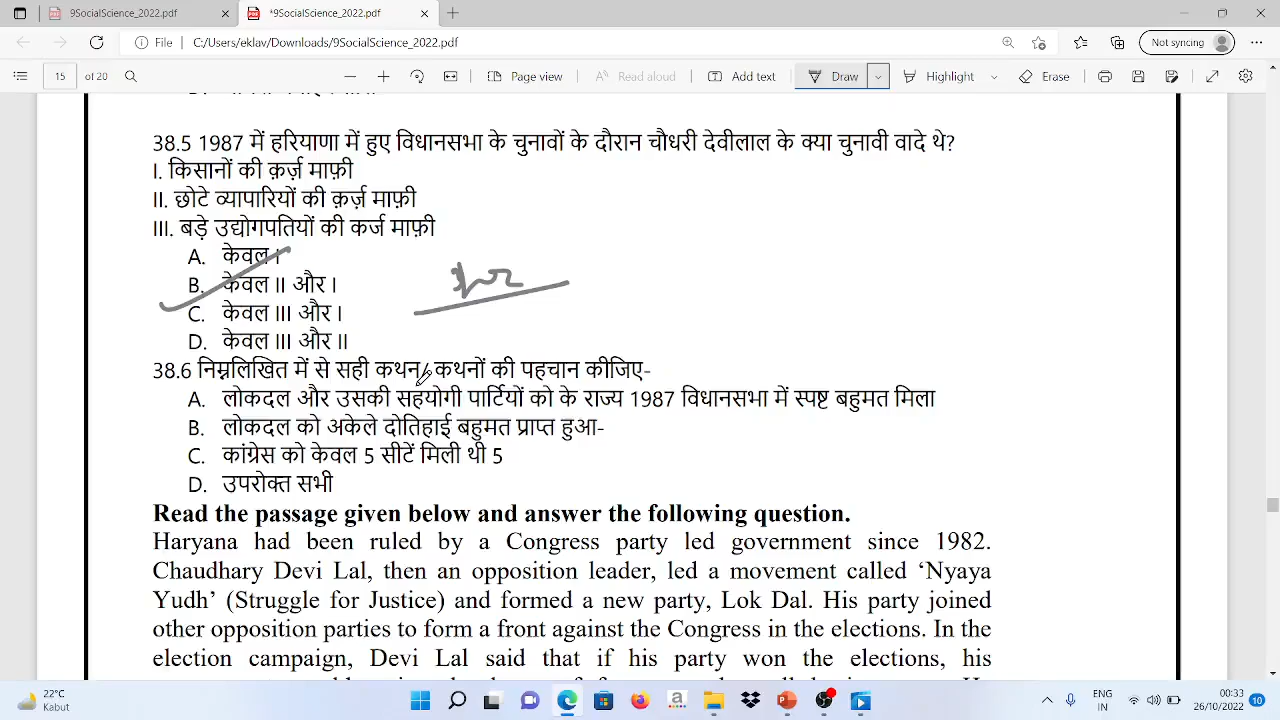 9SocialScience_2022.pdf
*9SocialScience_2022.pdf
File C:/Users/eklav/Downloads/9SocialScience_2022.pdf
Not syncing
15 of 20
Page view
Read aloud
Add text
Draw
Highlight
Erase
38.5 1987 में हरियाणा में हुए विधानसभा के चुनावों के दौरान चौधरी देवीलाल के क्या चुनावी वादे थे?
I. किसानों की क़र्ज़ माफ़ी
II. छोटे व्यापारियों की क़र्ज़ माफ़ी
III. बड़े उद्योगपतियों की कर्ज माफ़ी
A. केवल I
B. केवल II और I
C. केवल III और I
D. केवल III और II
38.6 निम्नलिखित में से सही कथन/ कथनों की पहचान कीजिए-
A. लोकदल और उसकी सहयोगी पार्टियों को के राज्य 1987 विधानसभा में स्पष्ट बहुमत मिला
B. लोकदल को अकेले दोतिहाई बहुमत प्राप्त हुआ-
C. कांग्रेस को केवल 5 सीटें मिली थी 5
D. उपरोक्त सभी
Read the passage given below and answer the following question.
Haryana had been ruled by a Congress party led government since 1982.
Chaudhary Devi Lal, then an opposition leader, led a movement called ‘Nyaya
Yudh’ (Struggle for Justice) and formed a new party, Lok Dal. His party joined
other opposition parties to form a front against the Congress in the elections. In the
election campaign, Devi Lal said that if his party won the elections, his
22°C
Kabut
ENG
IN
00:33
26/10/2022
10